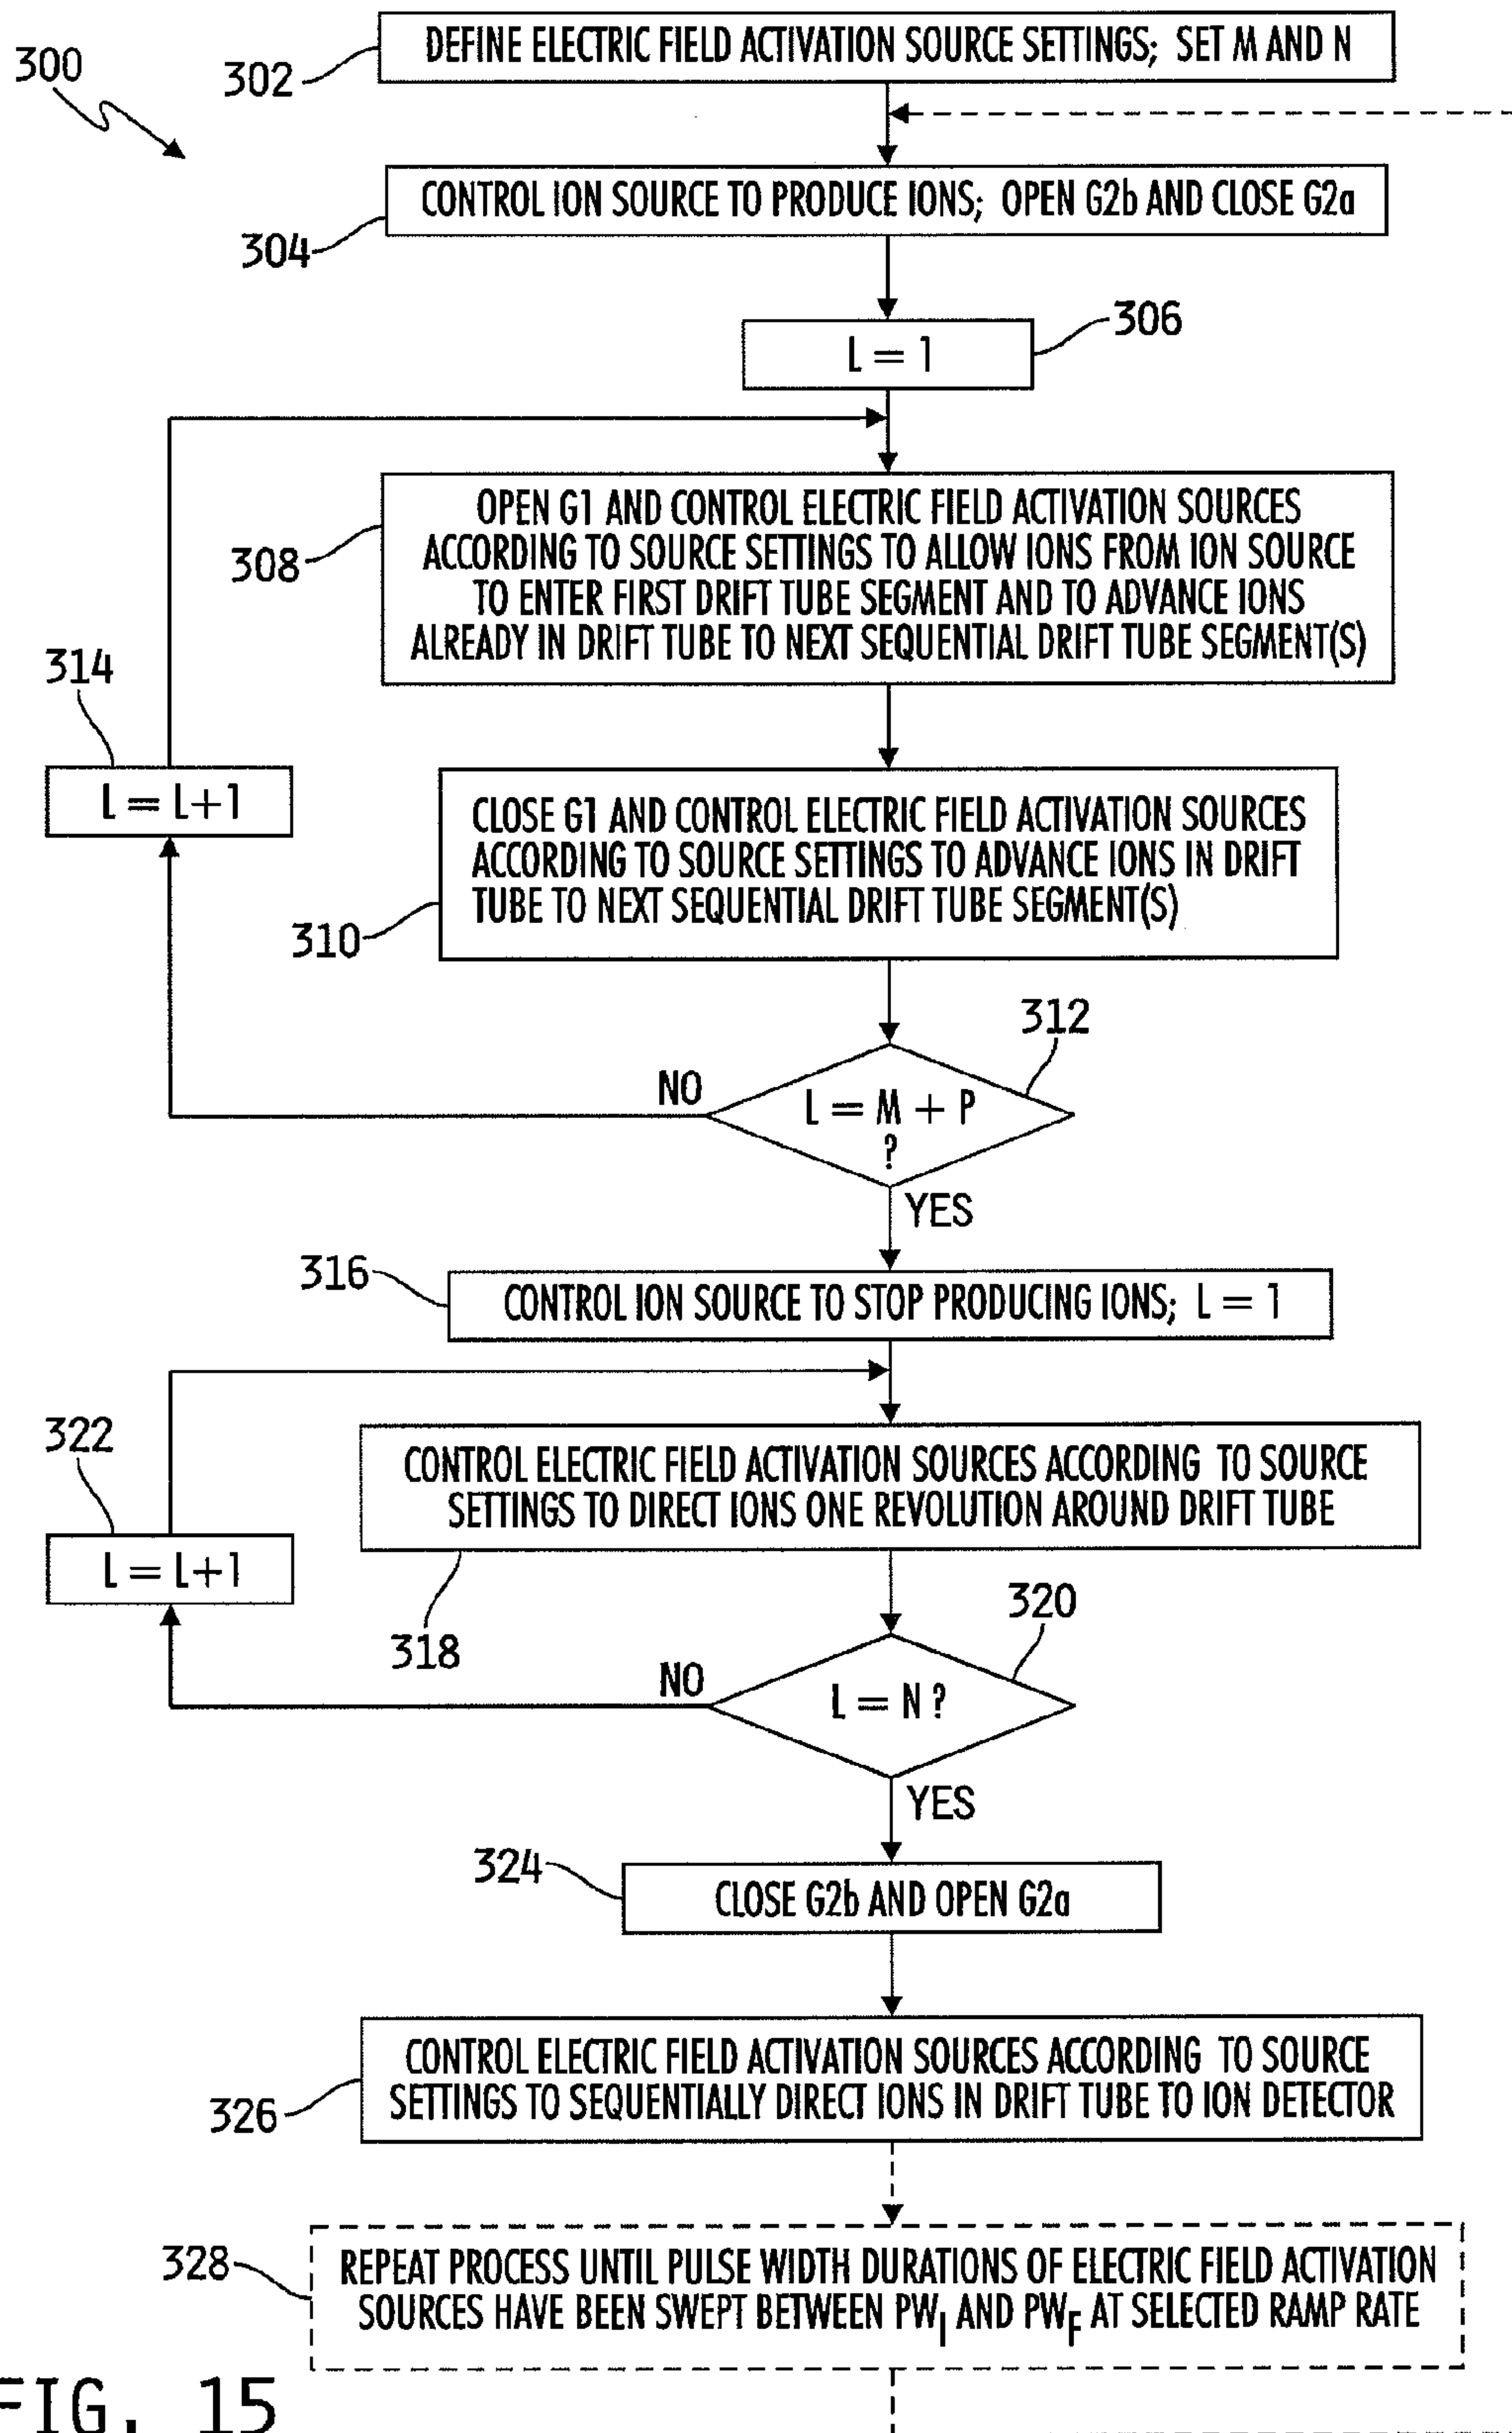 300
302
DEFINE ELECTRIC FIELD ACTIVATION SOURCE SETTINGS; SET M AND N
304
CONTROL ION SOURCE TO PRODUCE IONS; OPEN G2b AND CLOSE G2a
306
L = 1
308
OPEN G1 AND CONTROL ELECTRIC FIELD ACTIVATION SOURCES
ACCORDING TO SOURCE SETTINGS TO ALLOW IONS FROM ION SOURCE
TO ENTER FIRST DRIFT TUBE SEGMENT AND TO ADVANCE IONS
ALREADY IN DRIFT TUBE TO NEXT SEQUENTIAL DRIFT TUBE SEGMENT(S)
314
L = L+1
310
CLOSE G1 AND CONTROL ELECTRIC FIELD ACTIVATION SOURCES
ACCORDING TO SOURCE SETTINGS TO ADVANCE IONS IN DRIFT
TUBE TO NEXT SEQUENTIAL DRIFT TUBE SEGMENT(S)
312
NO
L = M + P
?
YES
316
CONTROL ION SOURCE TO STOP PRODUCING IONS; L = 1
322
L = L+1
CONTROL ELECTRIC FIELD ACTIVATION SOURCES ACCORDING TO SOURCE
SETTINGS TO DIRECT IONS ONE REVOLUTION AROUND DRIFT TUBE
318
320
NO
L = N ?
YES
324
CLOSE G2b AND OPEN G2a
326
CONTROL ELECTRIC FIELD ACTIVATION SOURCES ACCORDING TO SOURCE
SETTINGS TO SEQUENTIALLY DIRECT IONS IN DRIFT TUBE TO ION DETECTOR
328
REPEAT PROCESS UNTIL PULSE WIDTH DURATIONS OF ELECTRIC FIELD ACTIVATION
SOURCES HAVE BEEN SWEPT BETWEEN PWI AND PWF AT SELECTED RAMP RATE
FIG. 15